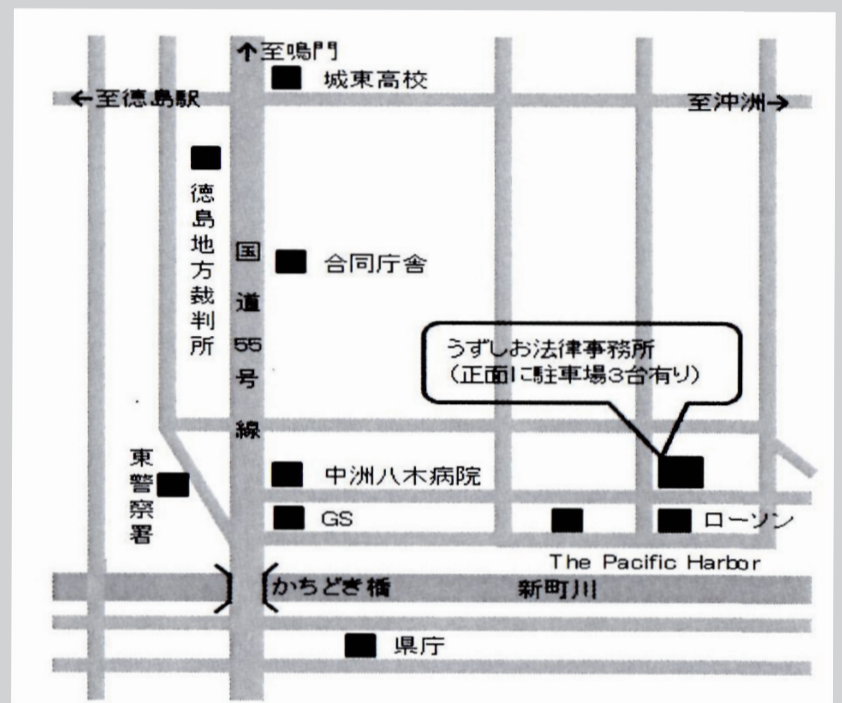 ↑至鳴門
城東高校
←至徳島駅
至沖洲→
徳島地方裁判所
国道55号線
合同庁舎
うずしお法律事務所
(正面に駐車場3台有り)
東警察署
中洲八木病院
GS
ローソン
The Pacific Harbor
かちどき橋
新町川
県庁